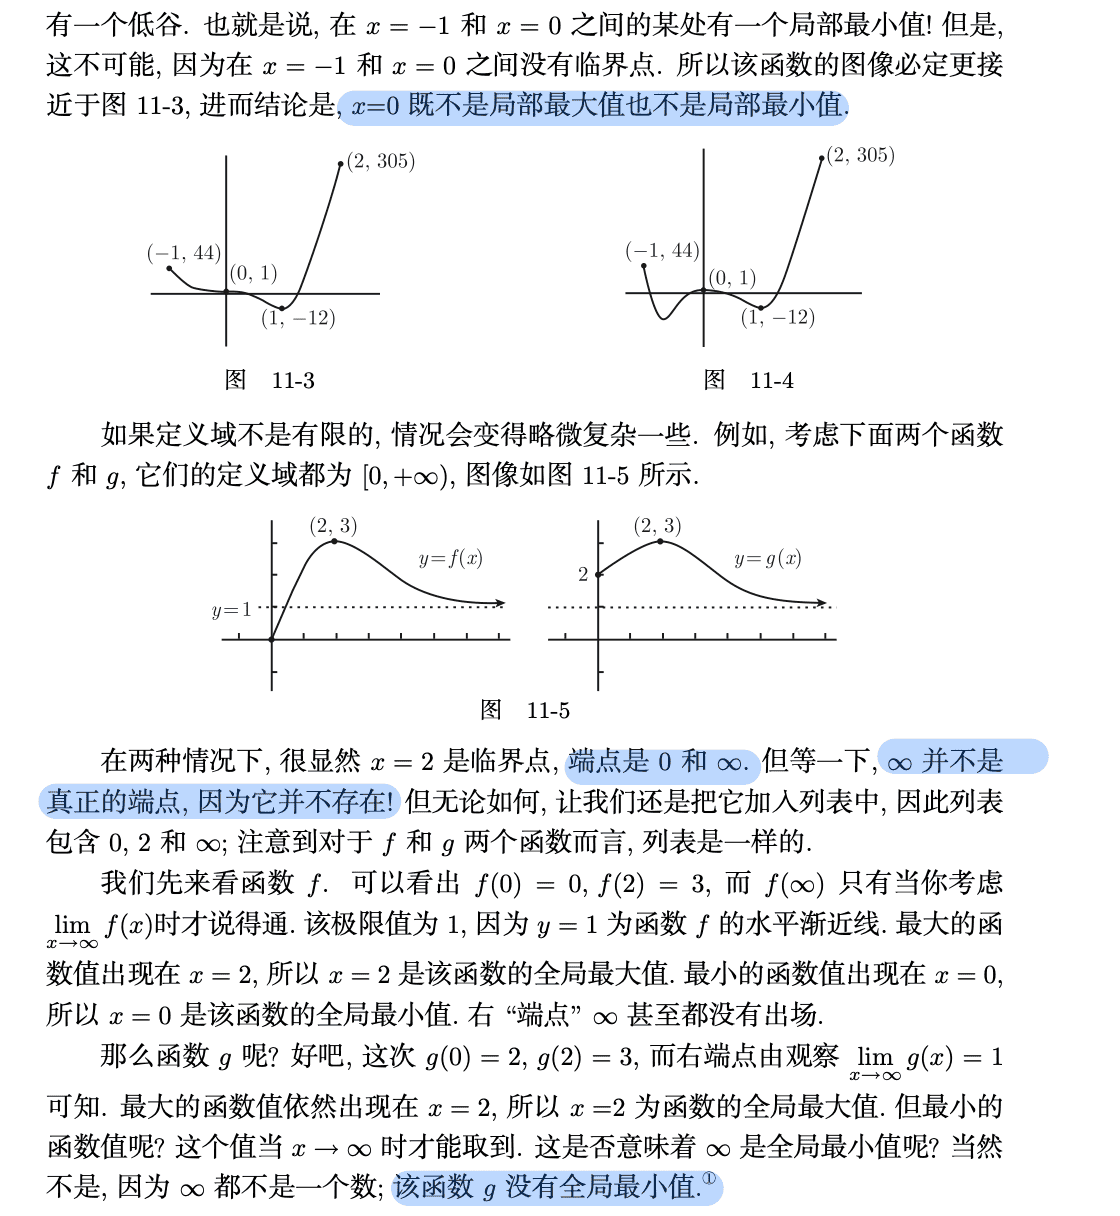 有一个低谷. 也就是说, 在 x = −1 和 x = 0 之间的某处有一个局部最小值! 但是,
这不可能, 因为在 x = −1 和 x = 0 之间没有临界点. 所以该函数的图像必定更接
近于图 11-3, 进而结论是, x=0 既不是局部最大值也不是局部最小值.
(2, 305)
(−1, 44)
(0, 1)
(1, −12)
图 11-3
(2, 305)
(−1, 44)
(0, 1)
(1, −12)
图 11-4
如果定义域不是有限的, 情况会变得略微复杂一些. 例如, 考虑下面两个函数
f 和 g, 它们的定义域都为 [0, +∞), 图像如图 11-5 所示.
(2, 3)
y=f(x)
y=1
(2, 3)
y=g(x)
2
图 11-5
在两种情况下, 很显然 x = 2 是临界点, 端点是 0 和 ∞. 但等一下, ∞ 并不是
真正的端点, 因为它并不存在! 但无论如何, 让我们还是把它加入列表中, 因此列表
包含 0, 2 和 ∞; 注意到对于 f 和 g 两个函数而言, 列表是一样的.
我们先来看函数 f. 可以看出 f(0) = 0, f(2) = 3, 而 f(∞) 只有当你考虑
lim x→∞ f(x)时才说得通. 该极限值为 1, 因为 y = 1 为函数 f 的水平渐近线. 最大的函
数值出现在 x = 2, 所以 x = 2 是该函数的全局最大值. 最小的函数值出现在 x = 0,
所以 x = 0 是该函数的全局最小值. 右 “端点” ∞ 甚至都没有出场.
那么函数 g 呢? 好吧, 这次 g(0) = 2, g(2) = 3, 而右端点由观察 lim x→∞ g(x) = 1
可知. 最大的函数值依然出现在 x = 2, 所以 x =2 为函数的全局最大值. 但最小的
函数值呢? 这个值当 x → ∞ 时才能取到. 这是否意味着 ∞ 是全局最小值呢? 当然
不是, 因为 ∞ 都不是一个数; 该函数 g 没有全局最小值.①